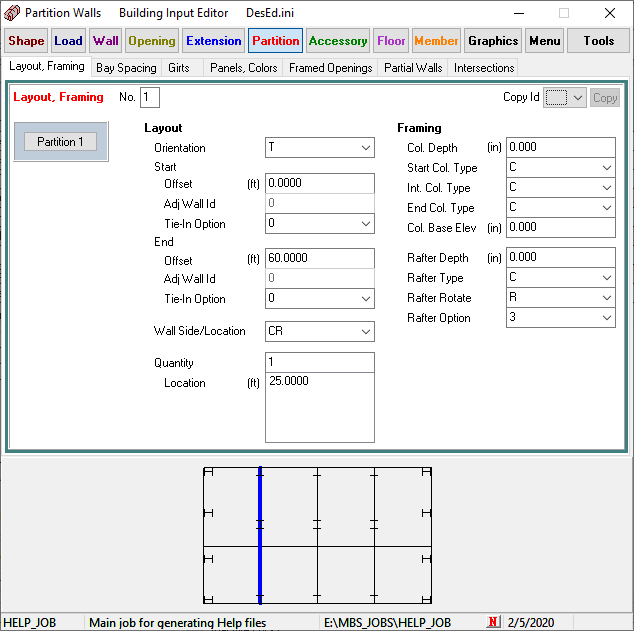 Partition Walls Building Input Editor DesEd.ini
Shape Load Wall Opening Extension Partition Accessory Floor Member Graphics Menu Tools
Layout, Framing Bay Spacing Girts Panels, Colors Framed Openings Partial Walls Intersections
Layout, Framing No. 1 Copy Id Copy
Partition 1
Layout
Orientation T
Start
Offset (ft) 0.0000
Adj Wall Id 0
Tie-In Option 0
End
Offset (ft) 60.0000
Adj Wall Id 0
Tie-In Option 0
Wall Side/Location CR
Quantity 1
Location (ft) 25.0000
Framing
Col. Depth (in) 0.000
Start Col. Type C
Int. Col. Type C
End Col. Type C
Col. Base Elev (in) 0.000
Rafter Depth (in) 0.000
Rafter Type C
Rafter Rotate R
Rafter Option 3
HELP_JOB Main job for generating Help files E:\MBS_JOBS\HELP_JOB N 2/5/2020